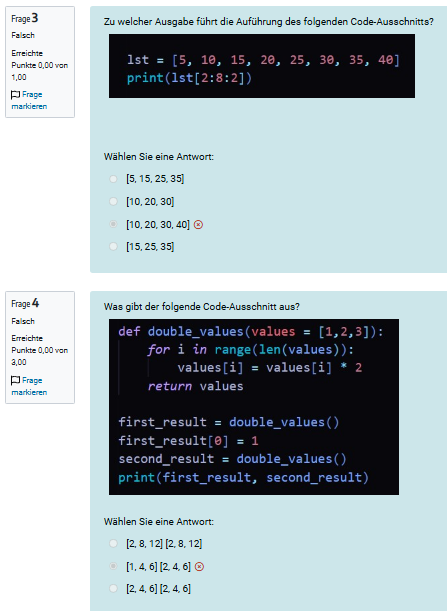 Frage 3
Falsch
Erreichte
Punkte 0,00 von
1,00
Frage
markieren
Zu welcher Ausgabe führt die Auführung des folgenden Code-Ausschnitts?
lst = [5, 10, 15, 20, 25, 30, 35, 40]
print(lst[2:8:2])
Wählen Sie eine Antwort:
[5, 15, 25, 35]
[10, 20, 30]
[10, 20, 30, 40]
[15, 25, 35]
Frage 4
Falsch
Erreichte
Punkte 0,00 von
3,00
Frage
markieren
Was gibt der folgende Code-Ausschnitt aus?
def double_values(values = [1,2,3]):
for i in range(len(values)):
values[i] = values[i] * 2
return values
first_result = double_values()
first_result[0] = 1
second_result = double_values()
print(first_result, second_result)
Wählen Sie eine Antwort:
[2, 8, 12] [2, 8, 12]
[1, 4, 6] [2, 4, 6]
[2, 4, 6] [2, 4, 6]